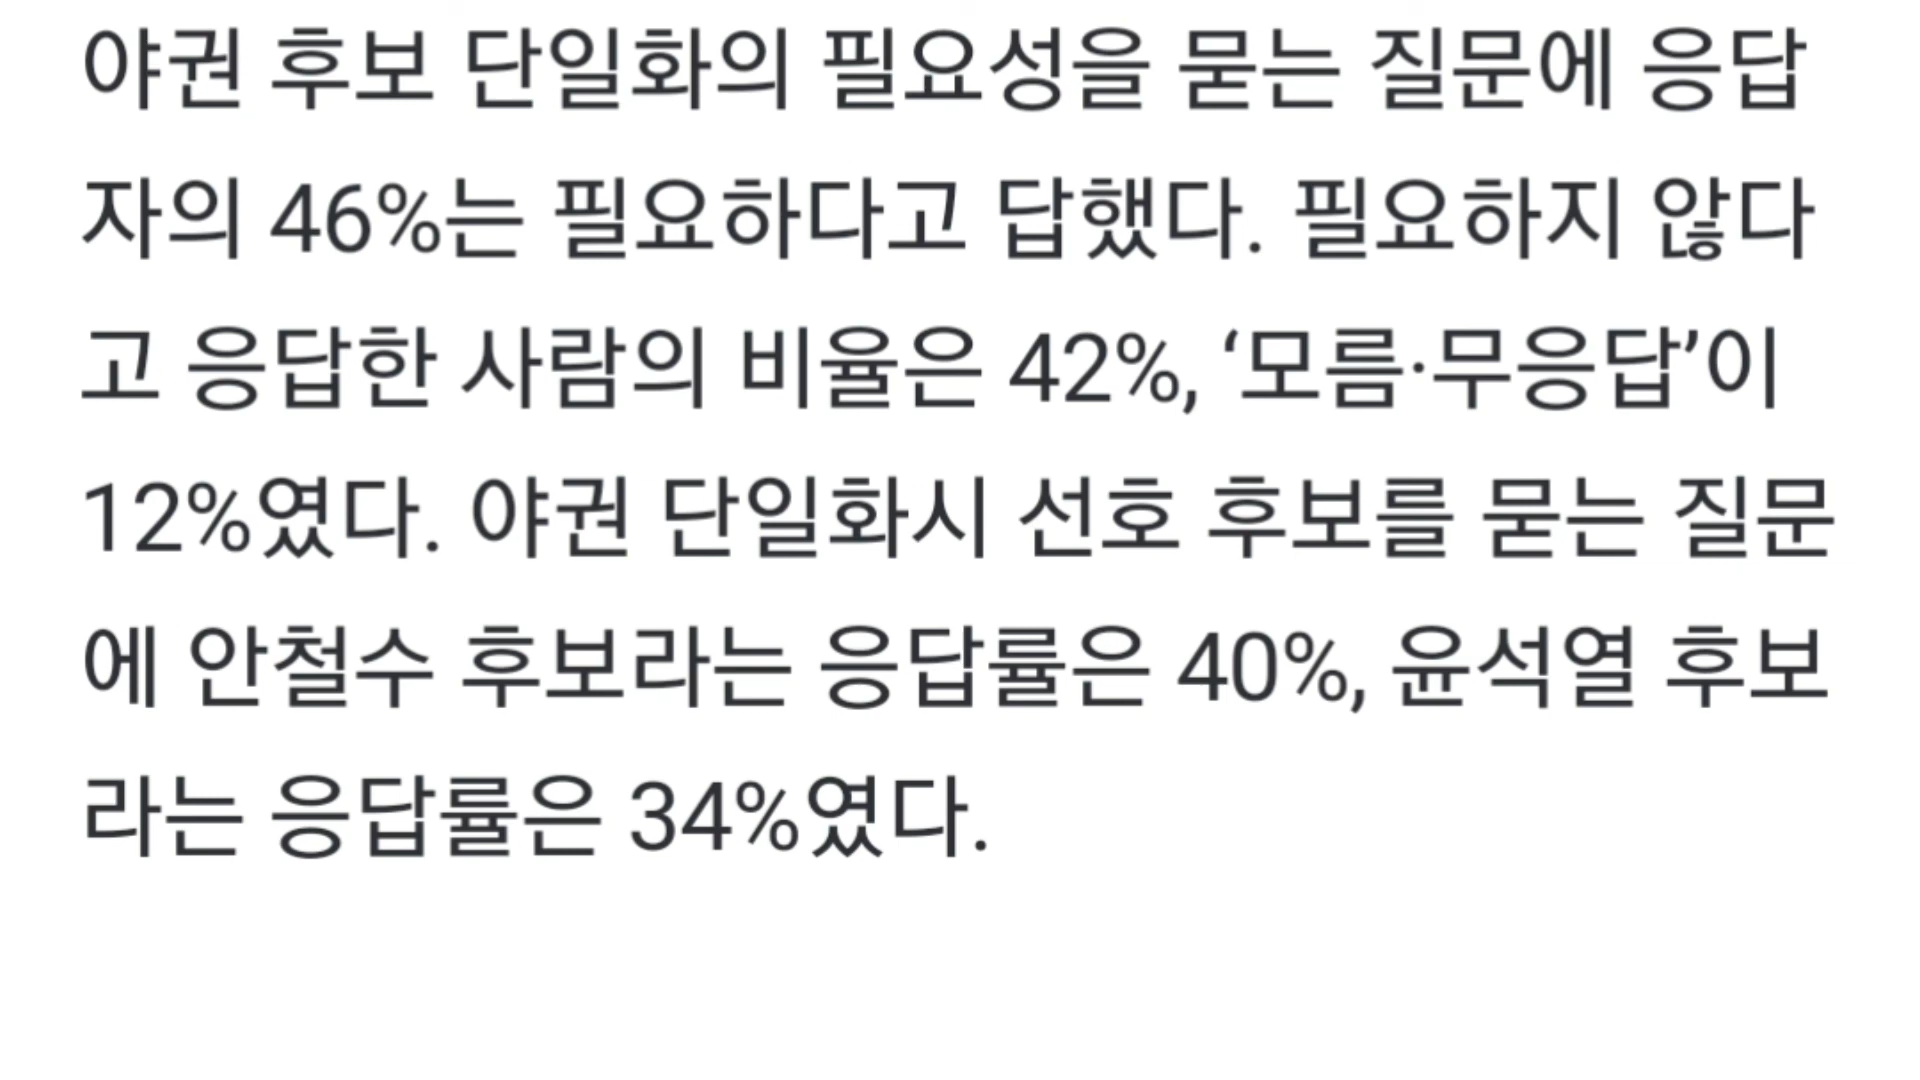 야권 후보 단일화의 필요성을 묻는 질문에 응답
자의 46%는 필요하다고 답했다. 필요하지 않다
고 응답한 사람의 비율은 42%, ‘모름·무응답’이
12%였다. 야권 단일화시 선호 후보를 묻는 질문
에 안철수 후보라는 응답률은 40%, 윤석열 후보
라는 응답률은 34%였다.